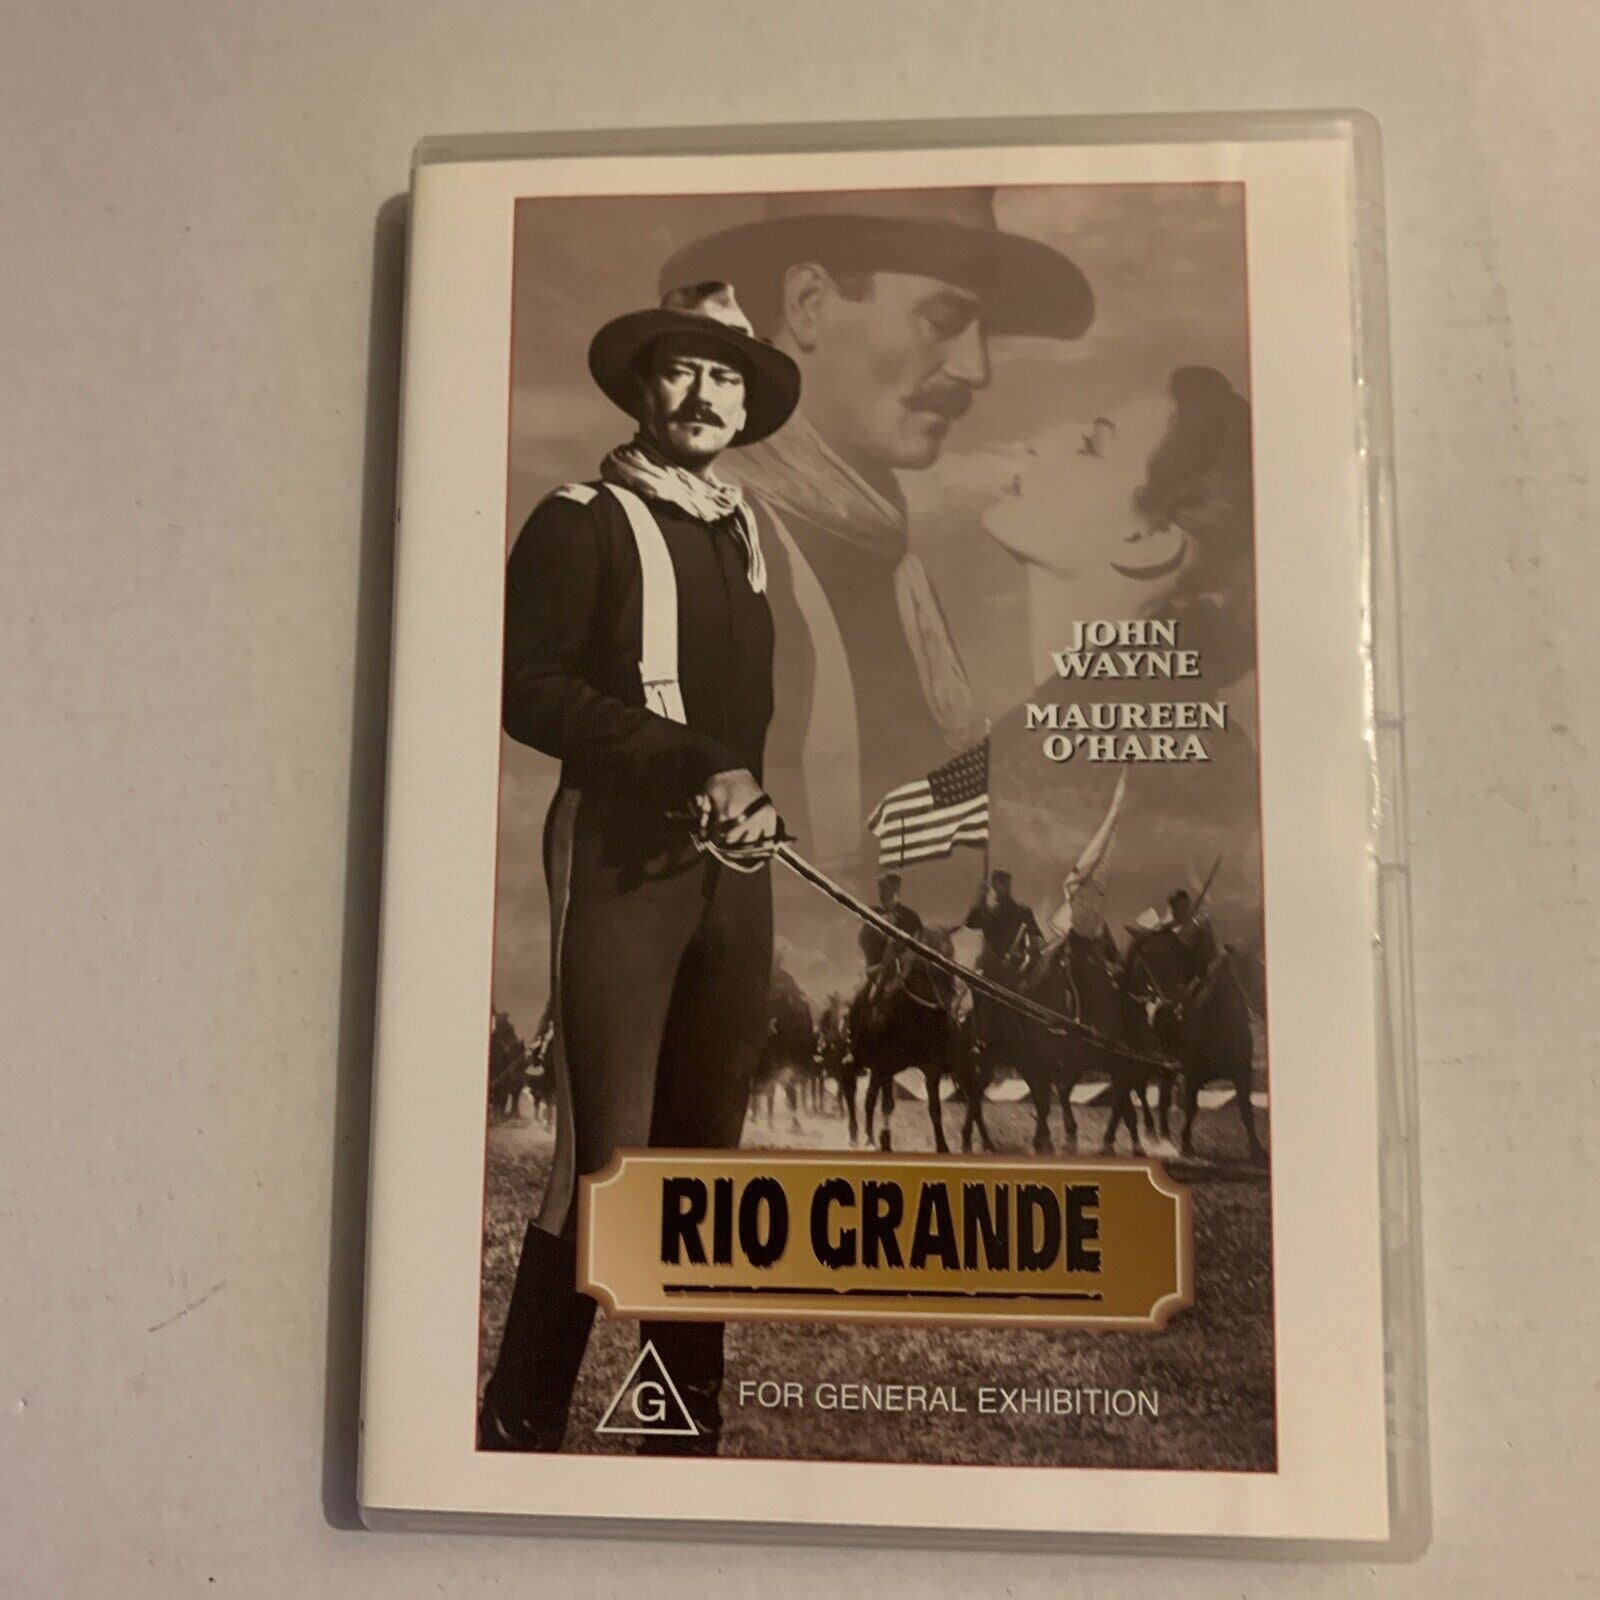 JOHN
WAYNE
MAUREEN
O'HARA
RIO GRANDE
G
FOR GENERAL EXHIBITION